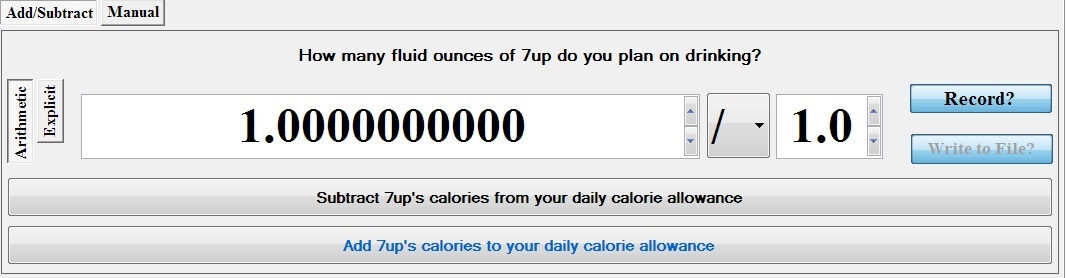 Add/Subtract Manual
How many fluid ounces of 7up do you plan on drinking?
Arithmetic
Explicit
1.0000000000 / 1.0
Record?
Write to File?
Subtract 7up's calories from your daily calorie allowance
Add 7up's calories to your daily calorie allowance